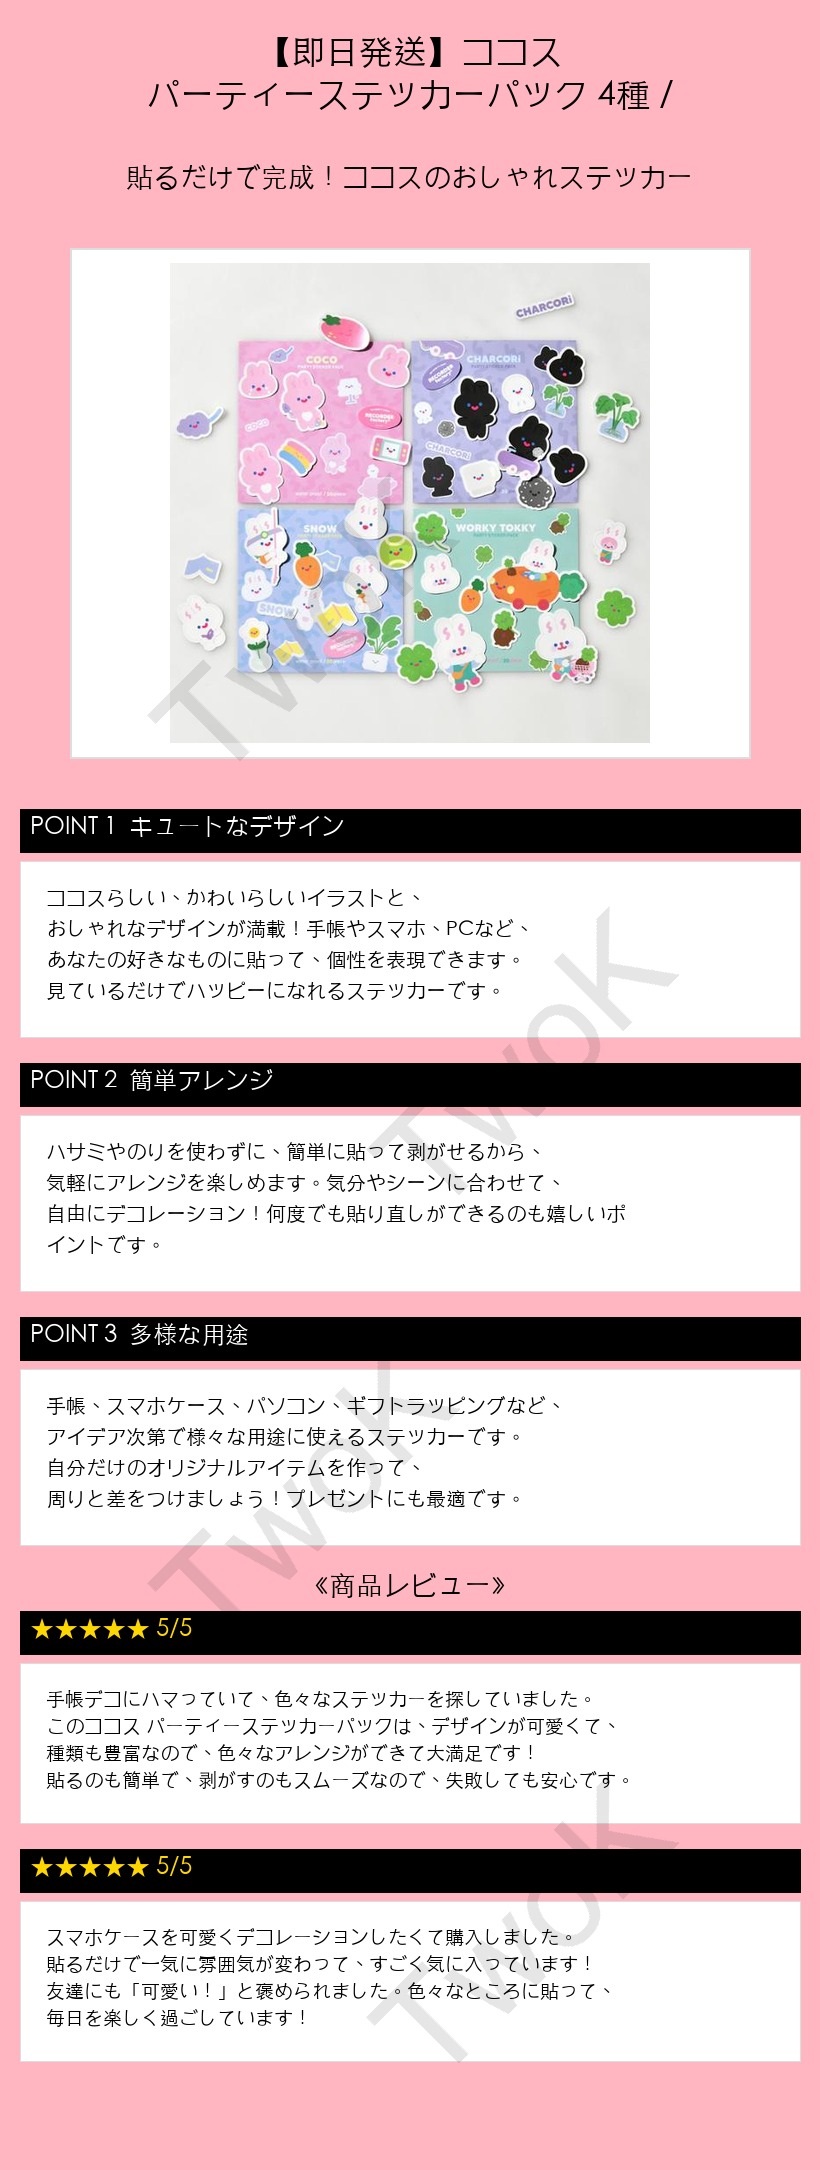 【即日発送】ココス
パーティーステッカーパック 4種 /
貼るだけで完成！ココスのおしゃれステッカー
CHARCORi
COCO
PARTY STICKER PACK
CHARCORi
PARTY STICKER PACK
COCO
CHARCORi
SNOW
WORKY TOKKY
PARTY STICKER PACK
SNOW
TwoK
POINT 1 キュートなデザイン
ココスらしい、かわいらしいイラストと、
おしゃれなデザインが満載！手帳やスマホ、PCなど、
あなたの好きなものに貼って、個性を表現できます。
見ているだけでハッピーになれるステッカーです。
TwoK
POINT 2 簡単アレンジ
ハサミやのりを使わずに、簡単に貼って剥がせるから、
気軽にアレンジを楽しめます。気分やシーンに合わせて、
自由にデコレーション！何度でも貼り直しができるのも嬉しいポ
イントです。
POINT 3 多様な用途
手帳、スマホケース、パソコン、ギフトラッピングなど、
アイデア次第で様々な用途に使えるステッカーです。
自分だけのオリジナルアイテムを作って、
周りと差をつけましょう！プレゼントにも最適です。
TwoK
《商品レビュー》
★★★★★ 5/5
手帳デコにハマっていて、色々なステッカーを探していました。
このココス パーティーステッカーパックは、デザインが可愛くて、
種類も豊富なので、色々なアレンジができて大満足です！
貼るのも簡単で、剥がすのもスムーズなので、失敗しても安心です。
★★★★★ 5/5
スマホケースを可愛くデコレーションしたくて購入しました。
貼るだけで一気に雰囲気が変わって、すごく気に入っています！
友達にも「可愛い！」と褒められました。色々なところに貼って、
毎日を楽しく過ごしています！
TwoK